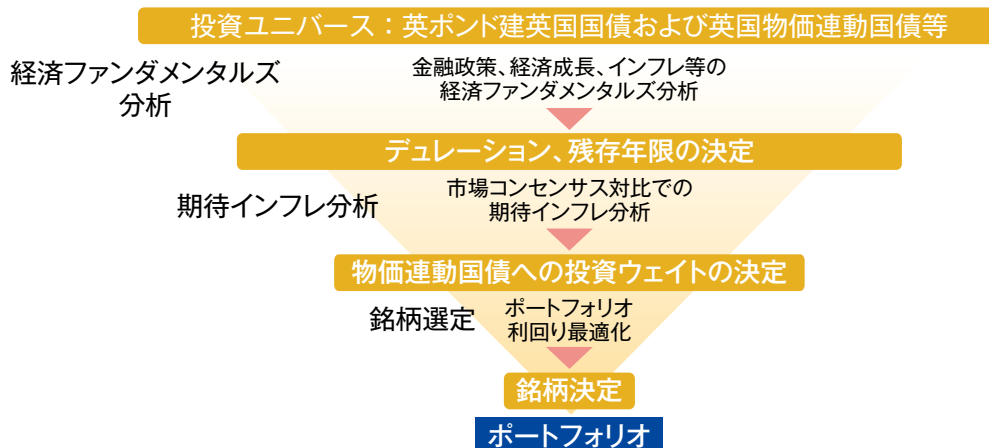 投資ユニバース：英ポンド建英国国債および英国物価連動国債等
経済ファンダメンタルズ
分析
金融政策、経済成長、インフレ等の
経済ファンダメンタルズ分析
デュレーション、残存年限の決定
期待インフレ分析
市場コンセンサス対比での
期待インフレ分析
物価連動国債への投資ウェイトの決定
銘柄選定
ポートフォリオ
利回り最適化
銘柄決定
ポートフォリオ